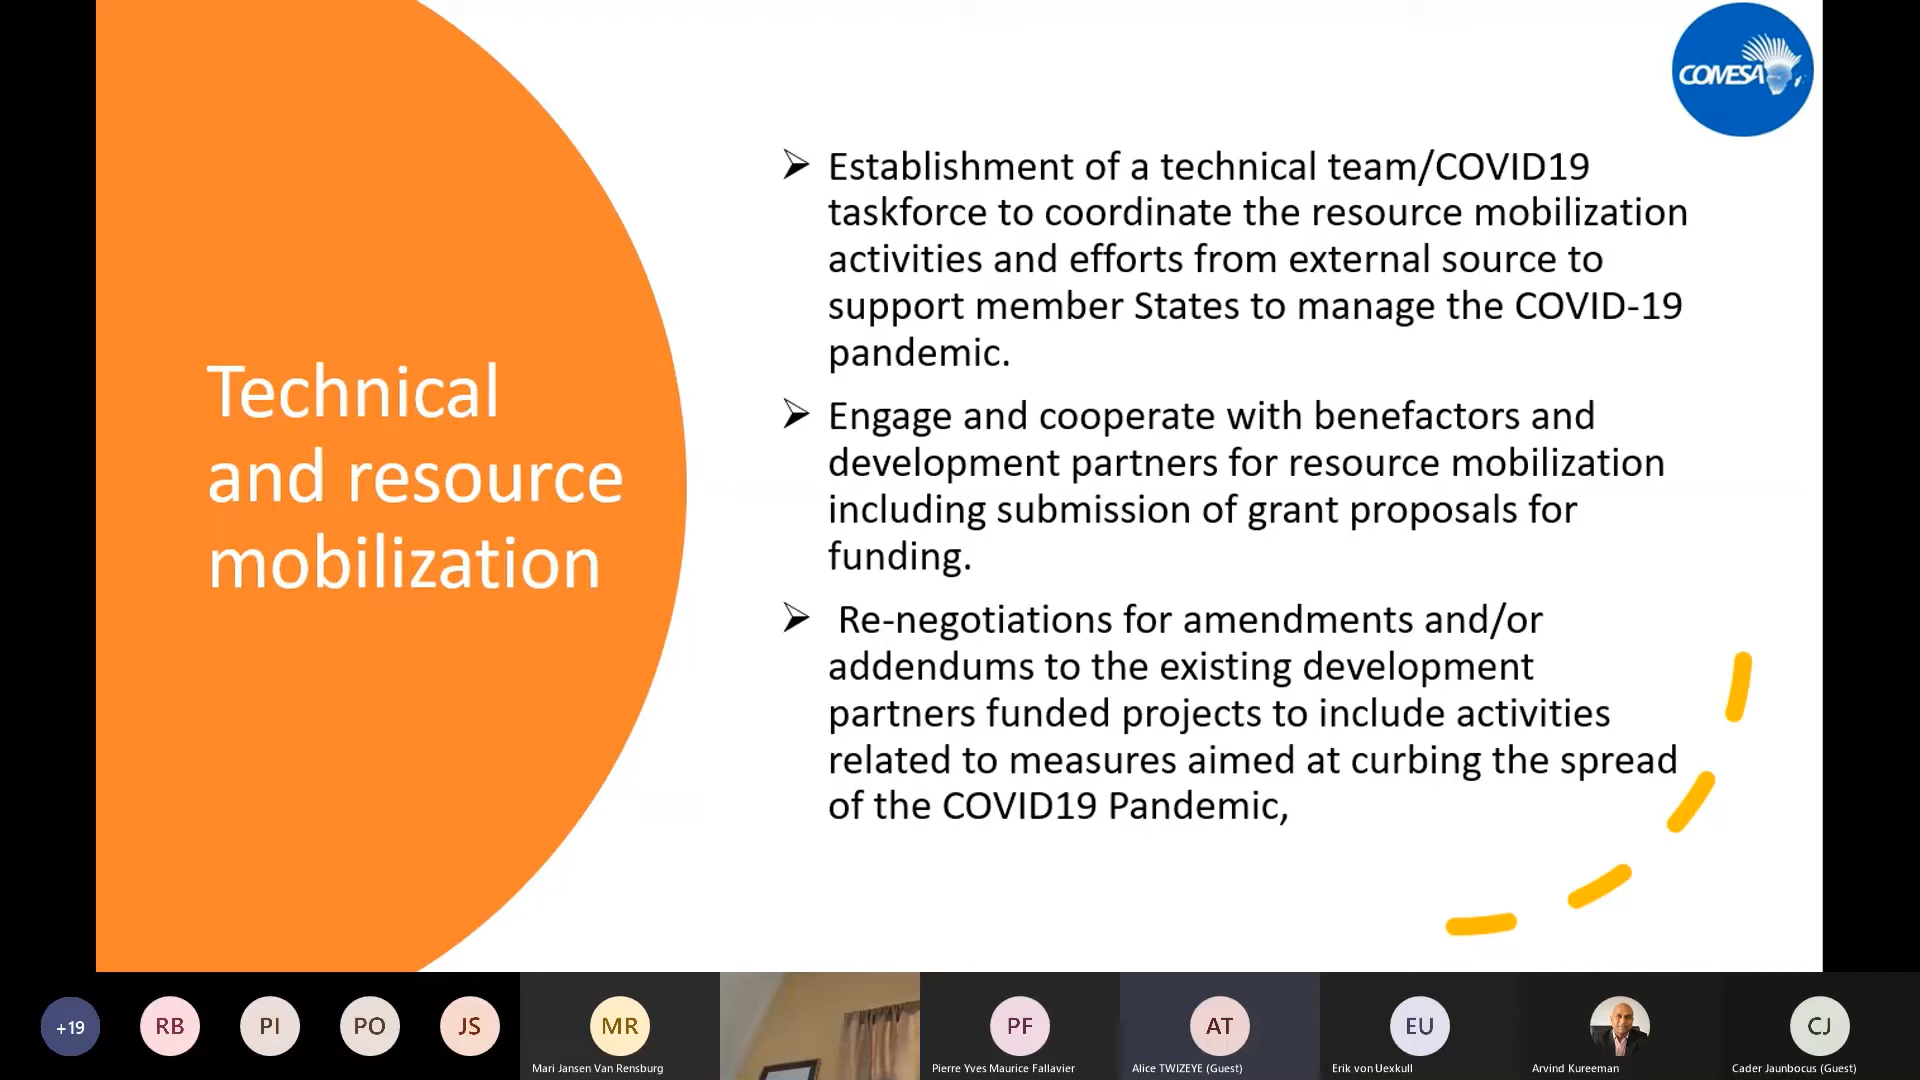 COMESA
Technical
and resource
mobilization
➢ Establishment of a technical team/COVID19
taskforce to coordinate the resource mobilization
activities and efforts from external source to
support member States to manage the COVID-19
pandemic.
➢ Engage and cooperate with benefactors and
development partners for resource mobilization
including submission of grant proposals for
funding.
➢ Re-negotiations for amendments and/or
addendums to the existing development
partners funded projects to include activities
related to measures aimed at curbing the spread
of the COVID19 Pandemic,
+19
RB
PI
PO
JS
MR
Mari Jansen Van Rensburg
PF
Pierre Yves Maurice Fallavier
AT
Alice TWIZEYE (Guest)
EU
Erik von Uexkull
Arvind Kureeman
CJ
Cader Jaunbocus (Guest)